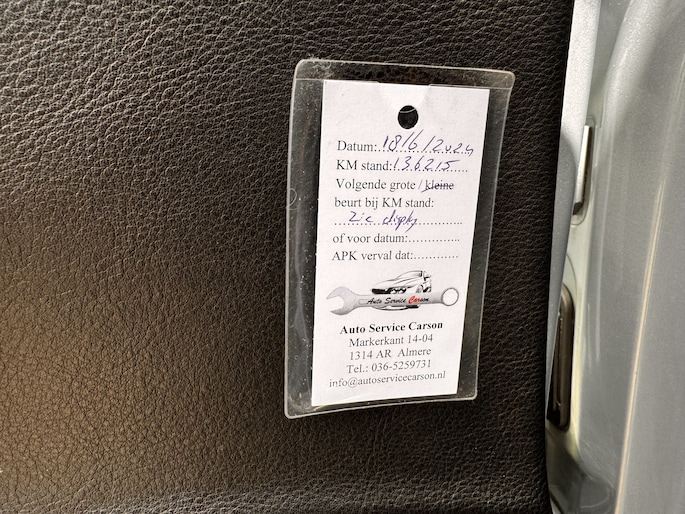 Datum: 18/6/2024
KM stand: 136215
Volgende grote / kleine
beurt bij KM stand:
Zie disply
of voor datum:..............
APK verval dat:............
Auto Service Carson
Auto Service Carson
Markerkant 14-04
1314 AR Almere
Tel.: 036-5259731
info@autoservicecarson.nl